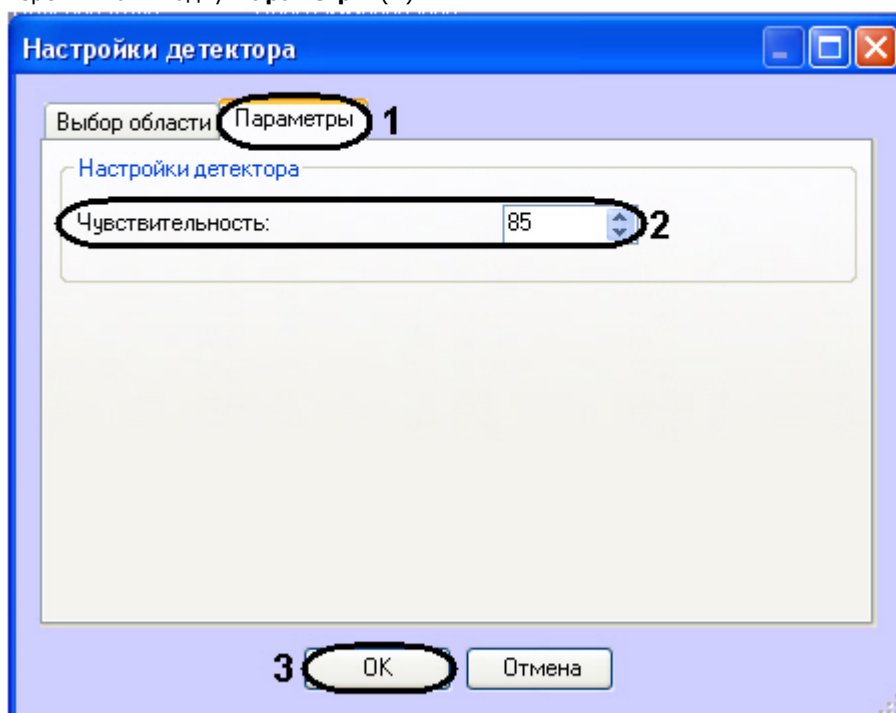 Настройки детектора
Выбор области Параметры 1
Настройки детектора
Чувствительность: 85 2
3 OK Отмена